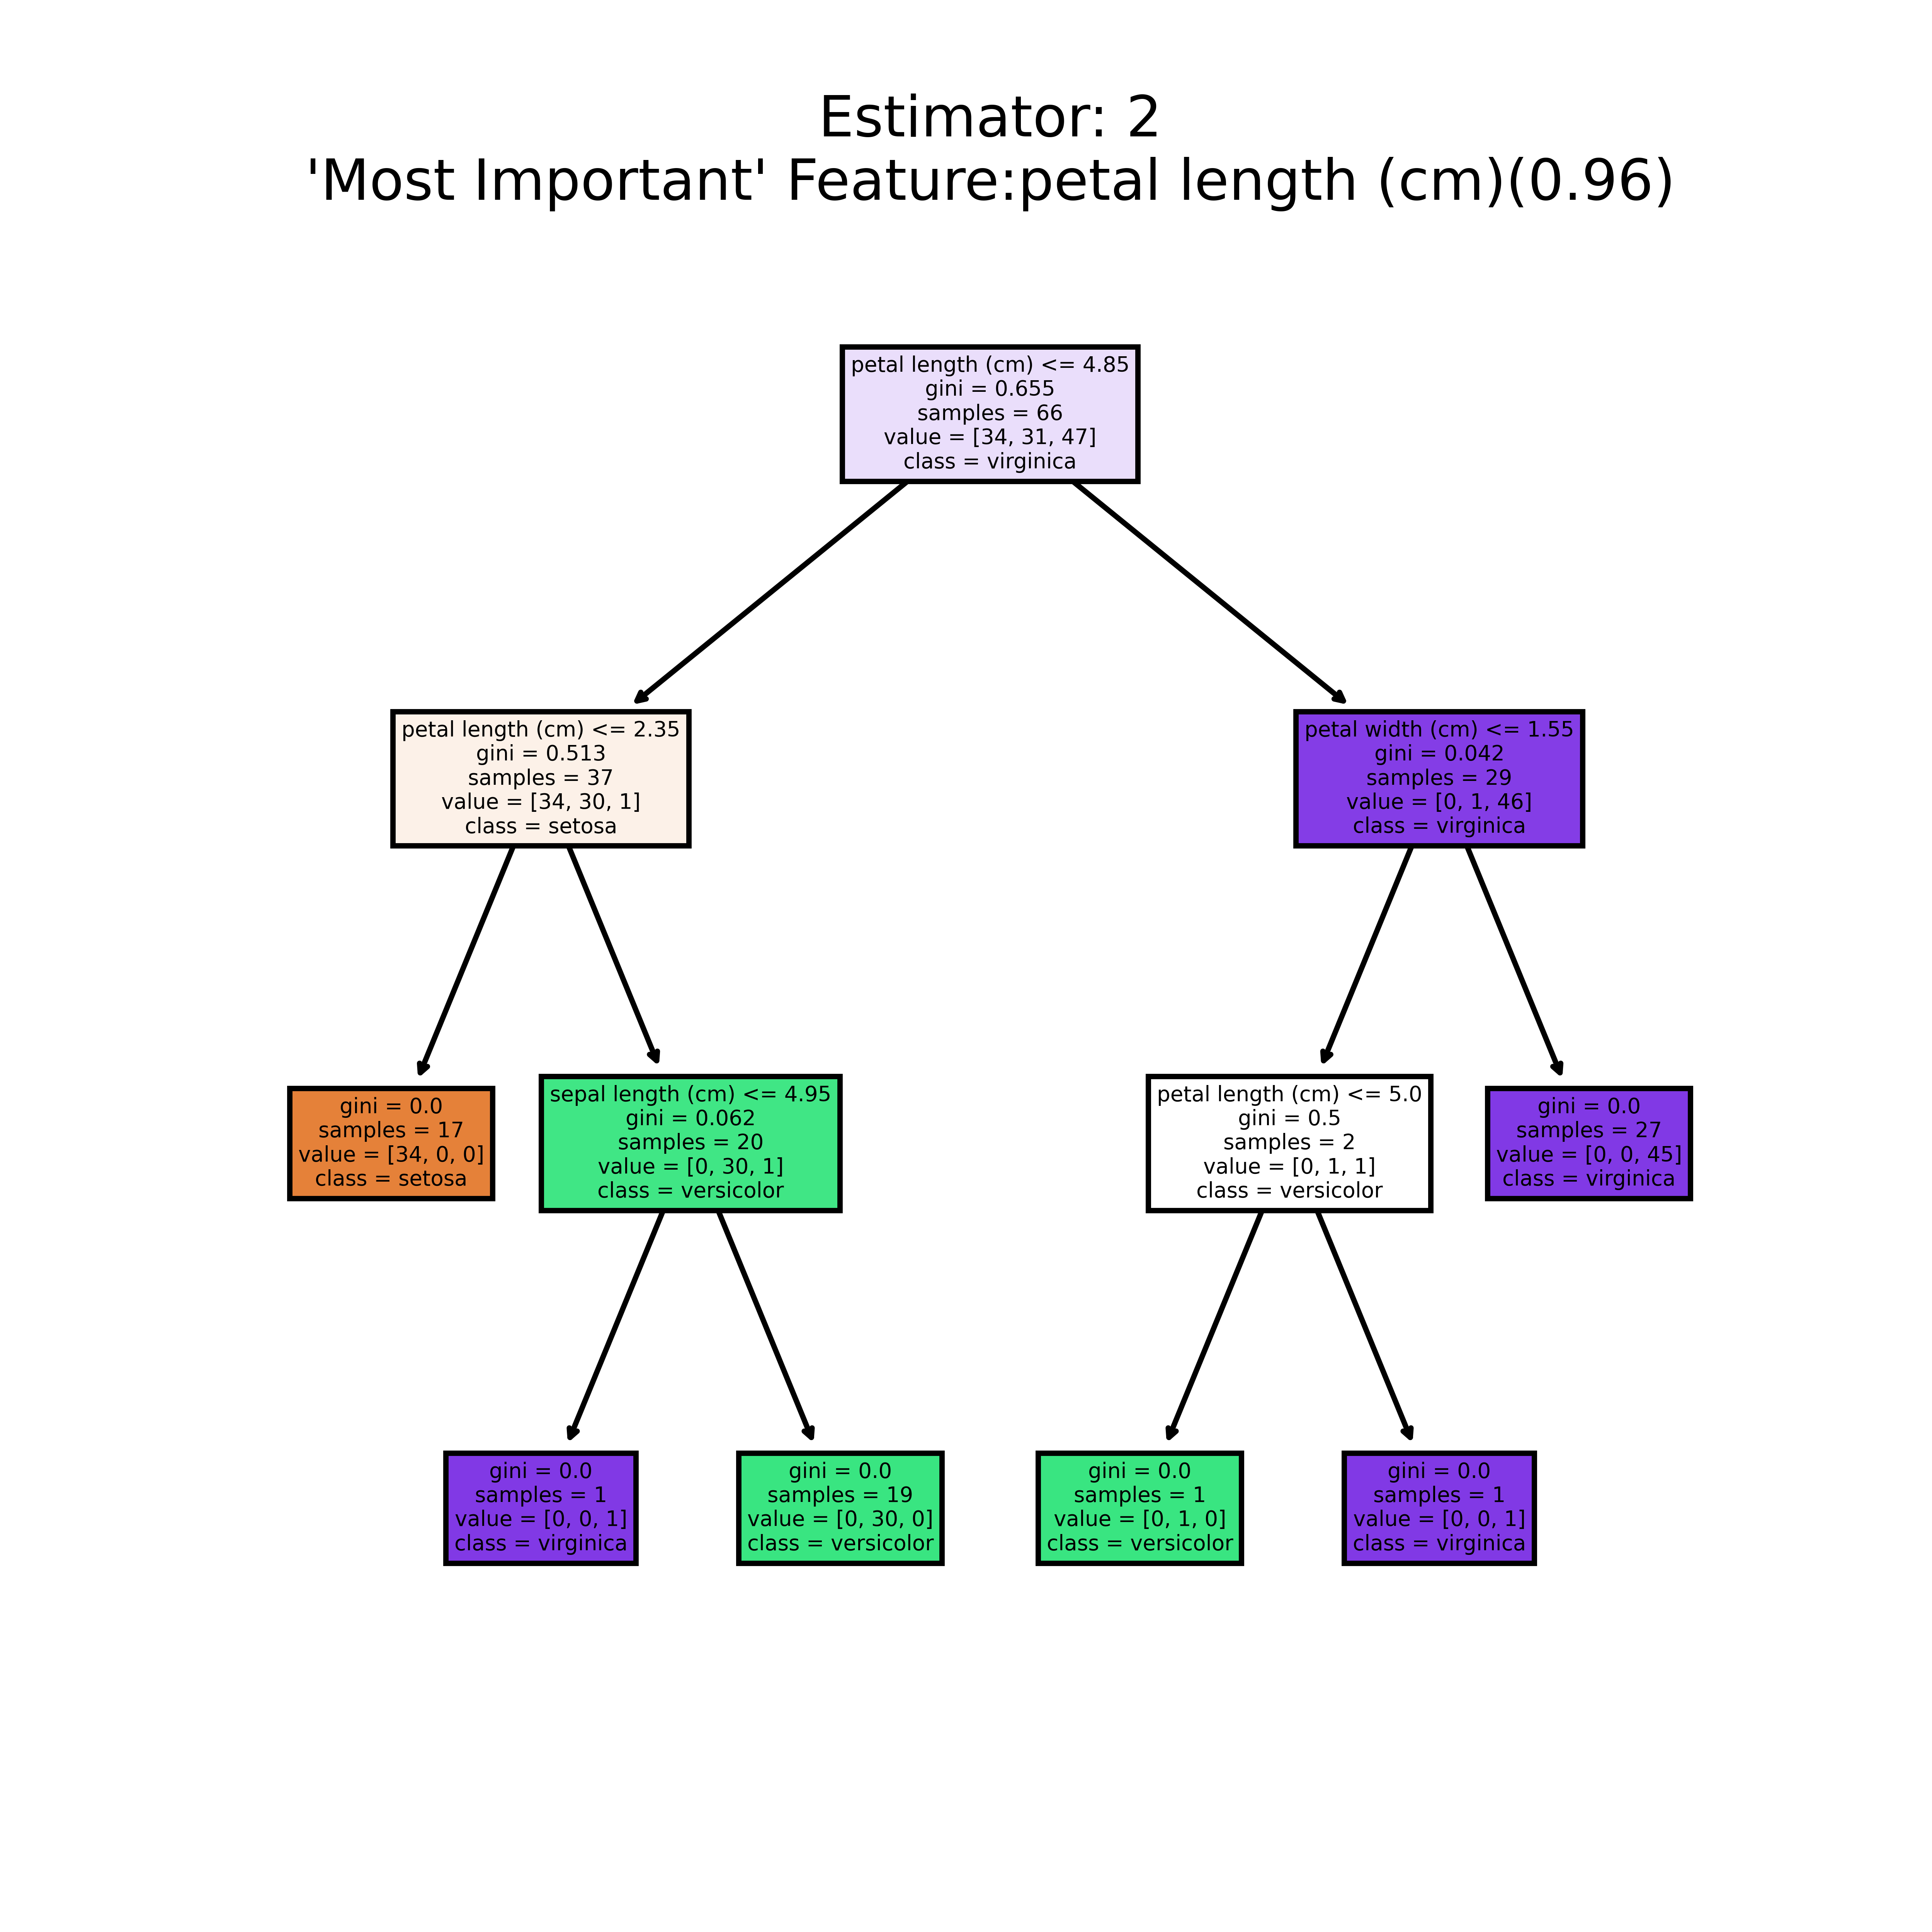 Estimator: 2
'Most Important' Feature:petal length (cm)(0.96)
petal length (cm) <= 4.85
gini = 0.655
samples = 66
value = [34, 31, 47]
class = virginica
petal length (cm) <= 2.35
gini = 0.513
samples = 37
value = [34, 30, 1]
class = setosa
petal width (cm) <= 1.55
gini = 0.042
samples = 29
value = [0, 1, 46]
class = virginica
gini = 0.0
samples = 17
value = [34, 0, 0]
class = setosa
sepal length (cm) <= 4.95
gini = 0.062
samples = 20
value = [0, 30, 1]
class = versicolor
petal length (cm) <= 5.0
gini = 0.5
samples = 2
value = [0, 1, 1]
class = versicolor
gini = 0.0
samples = 27
value = [0, 0, 45]
class = virginica
gini = 0.0
samples = 1
value = [0, 0, 1]
class = virginica
gini = 0.0
samples = 19
value = [0, 30, 0]
class = versicolor
gini = 0.0
samples = 1
value = [0, 1, 0]
class = versicolor
gini = 0.0
samples = 1
value = [0, 0, 1]
class = virginica